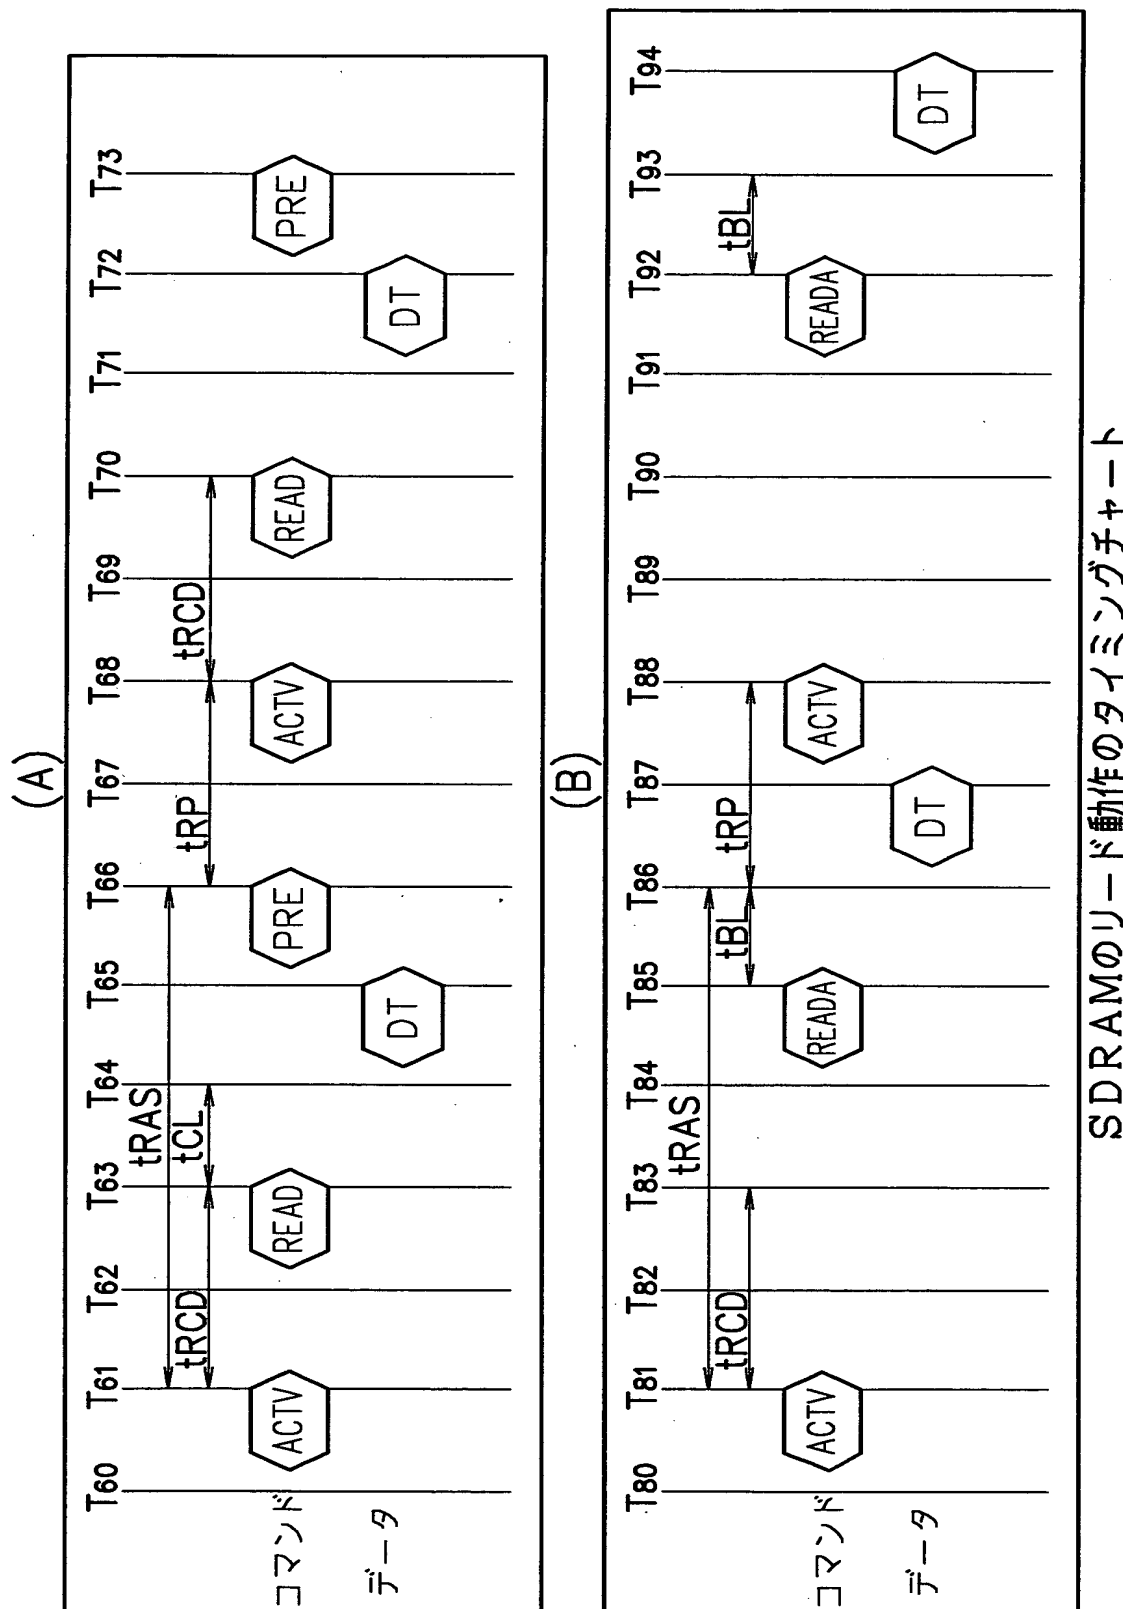 (A)
T60 T61 T62 T63 T64 T65 T66 T67 T68 T69 T70 T71 T72 T73
tRAS
tRCD tCL tRP tRCD
コマンド ACTV READ PRE ACTV READ PRE
データ DT DT
(B)
T80 T81 T82 T83 T84 T85 T86 T87 T88 T89 T90 T91 T92 T93 T94
tRAS
tRCD tBL tRP tBL
コマンド ACTV READA ACTV READA
データ DT DT
SDRAMのリード動作のタイミングチャート